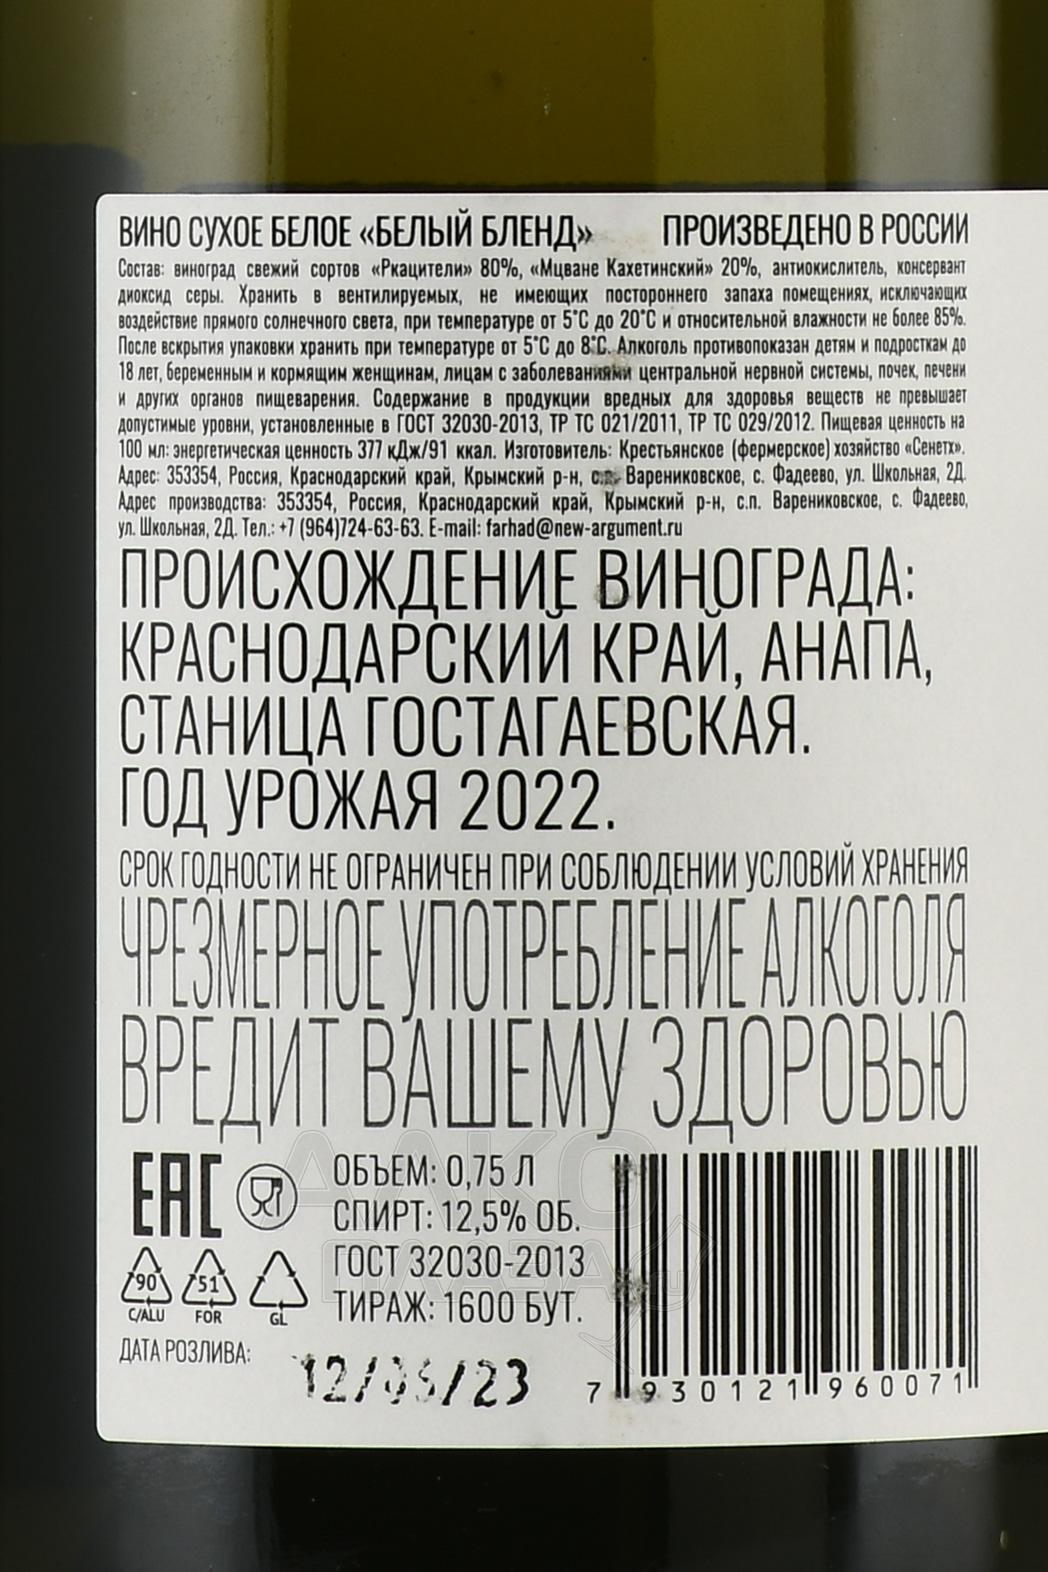 ВИНО СУХОЕ БЕЛОЕ «БЕЛЫЙ БЛЕНД» ПРОИЗВЕДЕНО В РОССИИ
Состав: виноград свежий сортов «Ркацители» 80%, «Мцване Кахетинский» 20%, антиокислитель, консервант
диоксид серы. Хранить в вентилируемых, не имеющих постороннего запаха помещениях, исключающих
воздействие прямого солнечного света, при температуре от 5°С до 20°С и относительной влажности не более 85%.
После вскрытия упаковки хранить при температуре от 5°С до 8°С. Алкоголь противопоказан детям и подросткам до
18 лет, беременным и кормящим женщинам, лицам с заболеваниями центральной нервной системы, почек, печени
и других органов пищеварения. Содержание в продукции вредных для здоровья веществ не превышает
допустимые уровни, установленные в ГОСТ 32030-2013, ТР ТС 021/2011, ТР ТС 029/2012. Пищевая ценность на
100 мл: энергетическая ценность 377 кДж/91 ккал. Изготовитель: Крестьянское (фермерское) хозяйство «Сенетх».
Адрес: 353354, Россия, Краснодарский край, Крымский р-н, с.п. Варениковское, с. Фадеево, ул. Школьная, 2Д.
Адрес производства: 353354, Россия, Краснодарский край, Крымский р-н, с.п. Варениковское, с. Фадеево,
ул. Школьная, 2Д. Тел.: +7 (964)724-63-63. E-mail: farhad@new-argument.ru
ПРОИСХОЖДЕНИЕ ВИНОГРАДА:
КРАСНОДАРСКИЙ КРАЙ, АНАПА,
СТАНИЦА ГОСТАГАЕВСКАЯ.
ГОД УРОЖАЯ 2022.
СРОК ГОДНОСТИ НЕ ОГРАНИЧЕН ПРИ СОБЛЮДЕНИИ УСЛОВИЙ ХРАНЕНИЯ
ЧРЕЗМЕРНОЕ УПОТРЕБЛЕНИЕ АЛКОГОЛЯ
ВРЕДИТ ВАШЕМУ ЗДОРОВЬЮ
EAC
ОБЪЕМ: 0,75 Л
СПИРТ: 12,5% ОБ.
ГОСТ 32030-2013
ТИРАЖ: 1600 БУТ.
90 51
C/ALU FOR GL
ДАТА РОЗЛИВА:
12/05/23
7 930121 960071
АЛКО
ПЛАЗА.ru